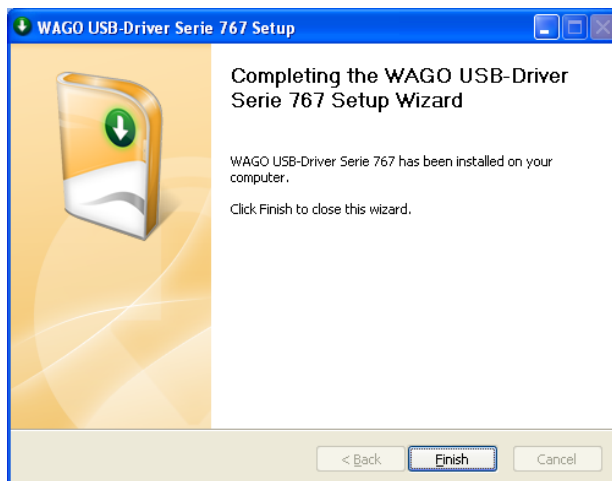 WAGO USB-Driver Serie 767 Setup
Completing the WAGO USB-Driver
Serie 767 Setup Wizard
WAGO USB-Driver Serie 767 has been installed on your
computer.
Click Finish to close this wizard.
< Back
Finish
Cancel